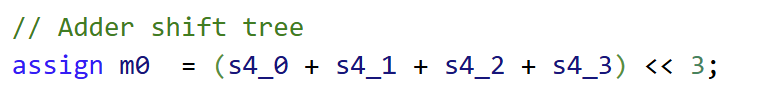 // Adder shift tree
assign m0  = (s4_0 + s4_1 + s4_2 + s4_3) << 3;